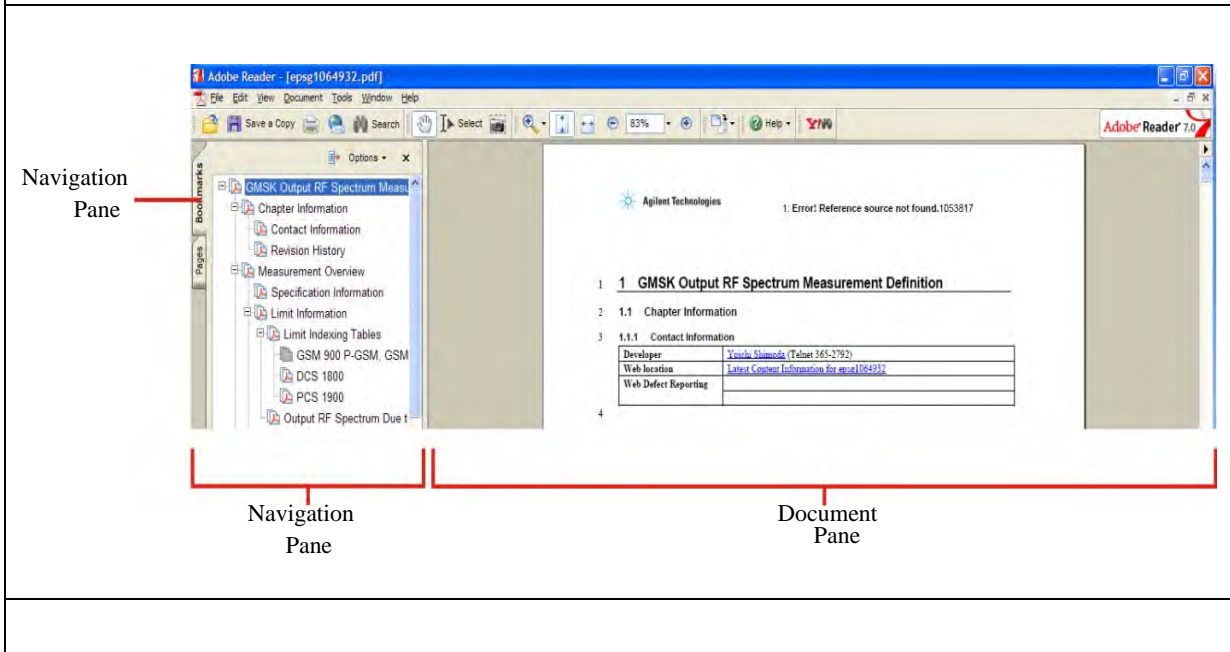 Adobe Reader - [epsg1064932.pdf]
File Edit View Document Tools Window Help
Save a Copy Search Select 83% Help Y!
Adobe Reader 7.0
Navigation
Pane
Bookmarks
Pages
Options
GMSK Output RF Spectrum Measu
Chapter Information
Contact Information
Revision History
Measurement Overview
Specification Information
Limit Information
Limit Indexing Tables
GSM 900 P-GSM, GSM
DCS 1800
PCS 1900
Output RF Spectrum Due t
Agilent Technologies
1: Error! Reference source not found.1053817
1 1 GMSK Output RF Spectrum Measurement Definition
2 1.1 Chapter Information
3 1.1.1 Contact Information
Developer Yoichi Shimoda (Telnet 365-2792)
Web location Latest Content Information for epsg1064932
Web Defect Reporting
4
Navigation
Pane
Document
Pane